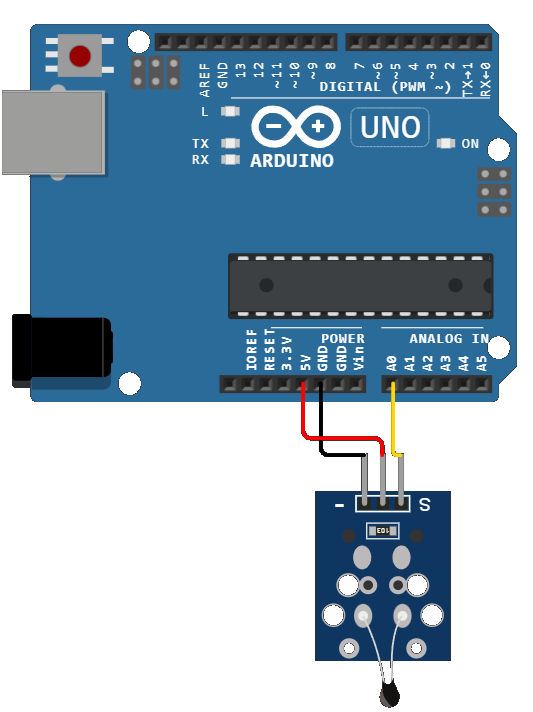 AREF
GND
13
12
~11
~10
~9
8
7
~6
~5
4
~3
2
TX→1
RX←0
DIGITAL (PWM ~)
L
TX
RX
UNO
ON
ARDUINO
POWER
ANALOG IN
IOREF
RESET
3.3V
5V
GND
GND
Vin
A0
A1
A2
A3
A4
A5
- S
103